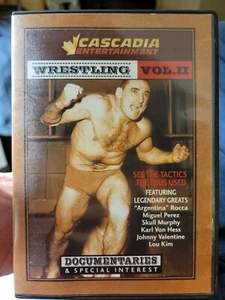 CASCADIA
ENTERTAINMENT
WRESTLING VOL.II
SEE THE TACTICS
THE PROS USED
FEATURING
LEGENDARY GREATS
"Argentina" Rocca
Miguel Perez
Skull Murphy
Karl Von Hess
Johnny Valentine
Lou Kim
DOCUMENTARIES
& SPECIAL INTEREST